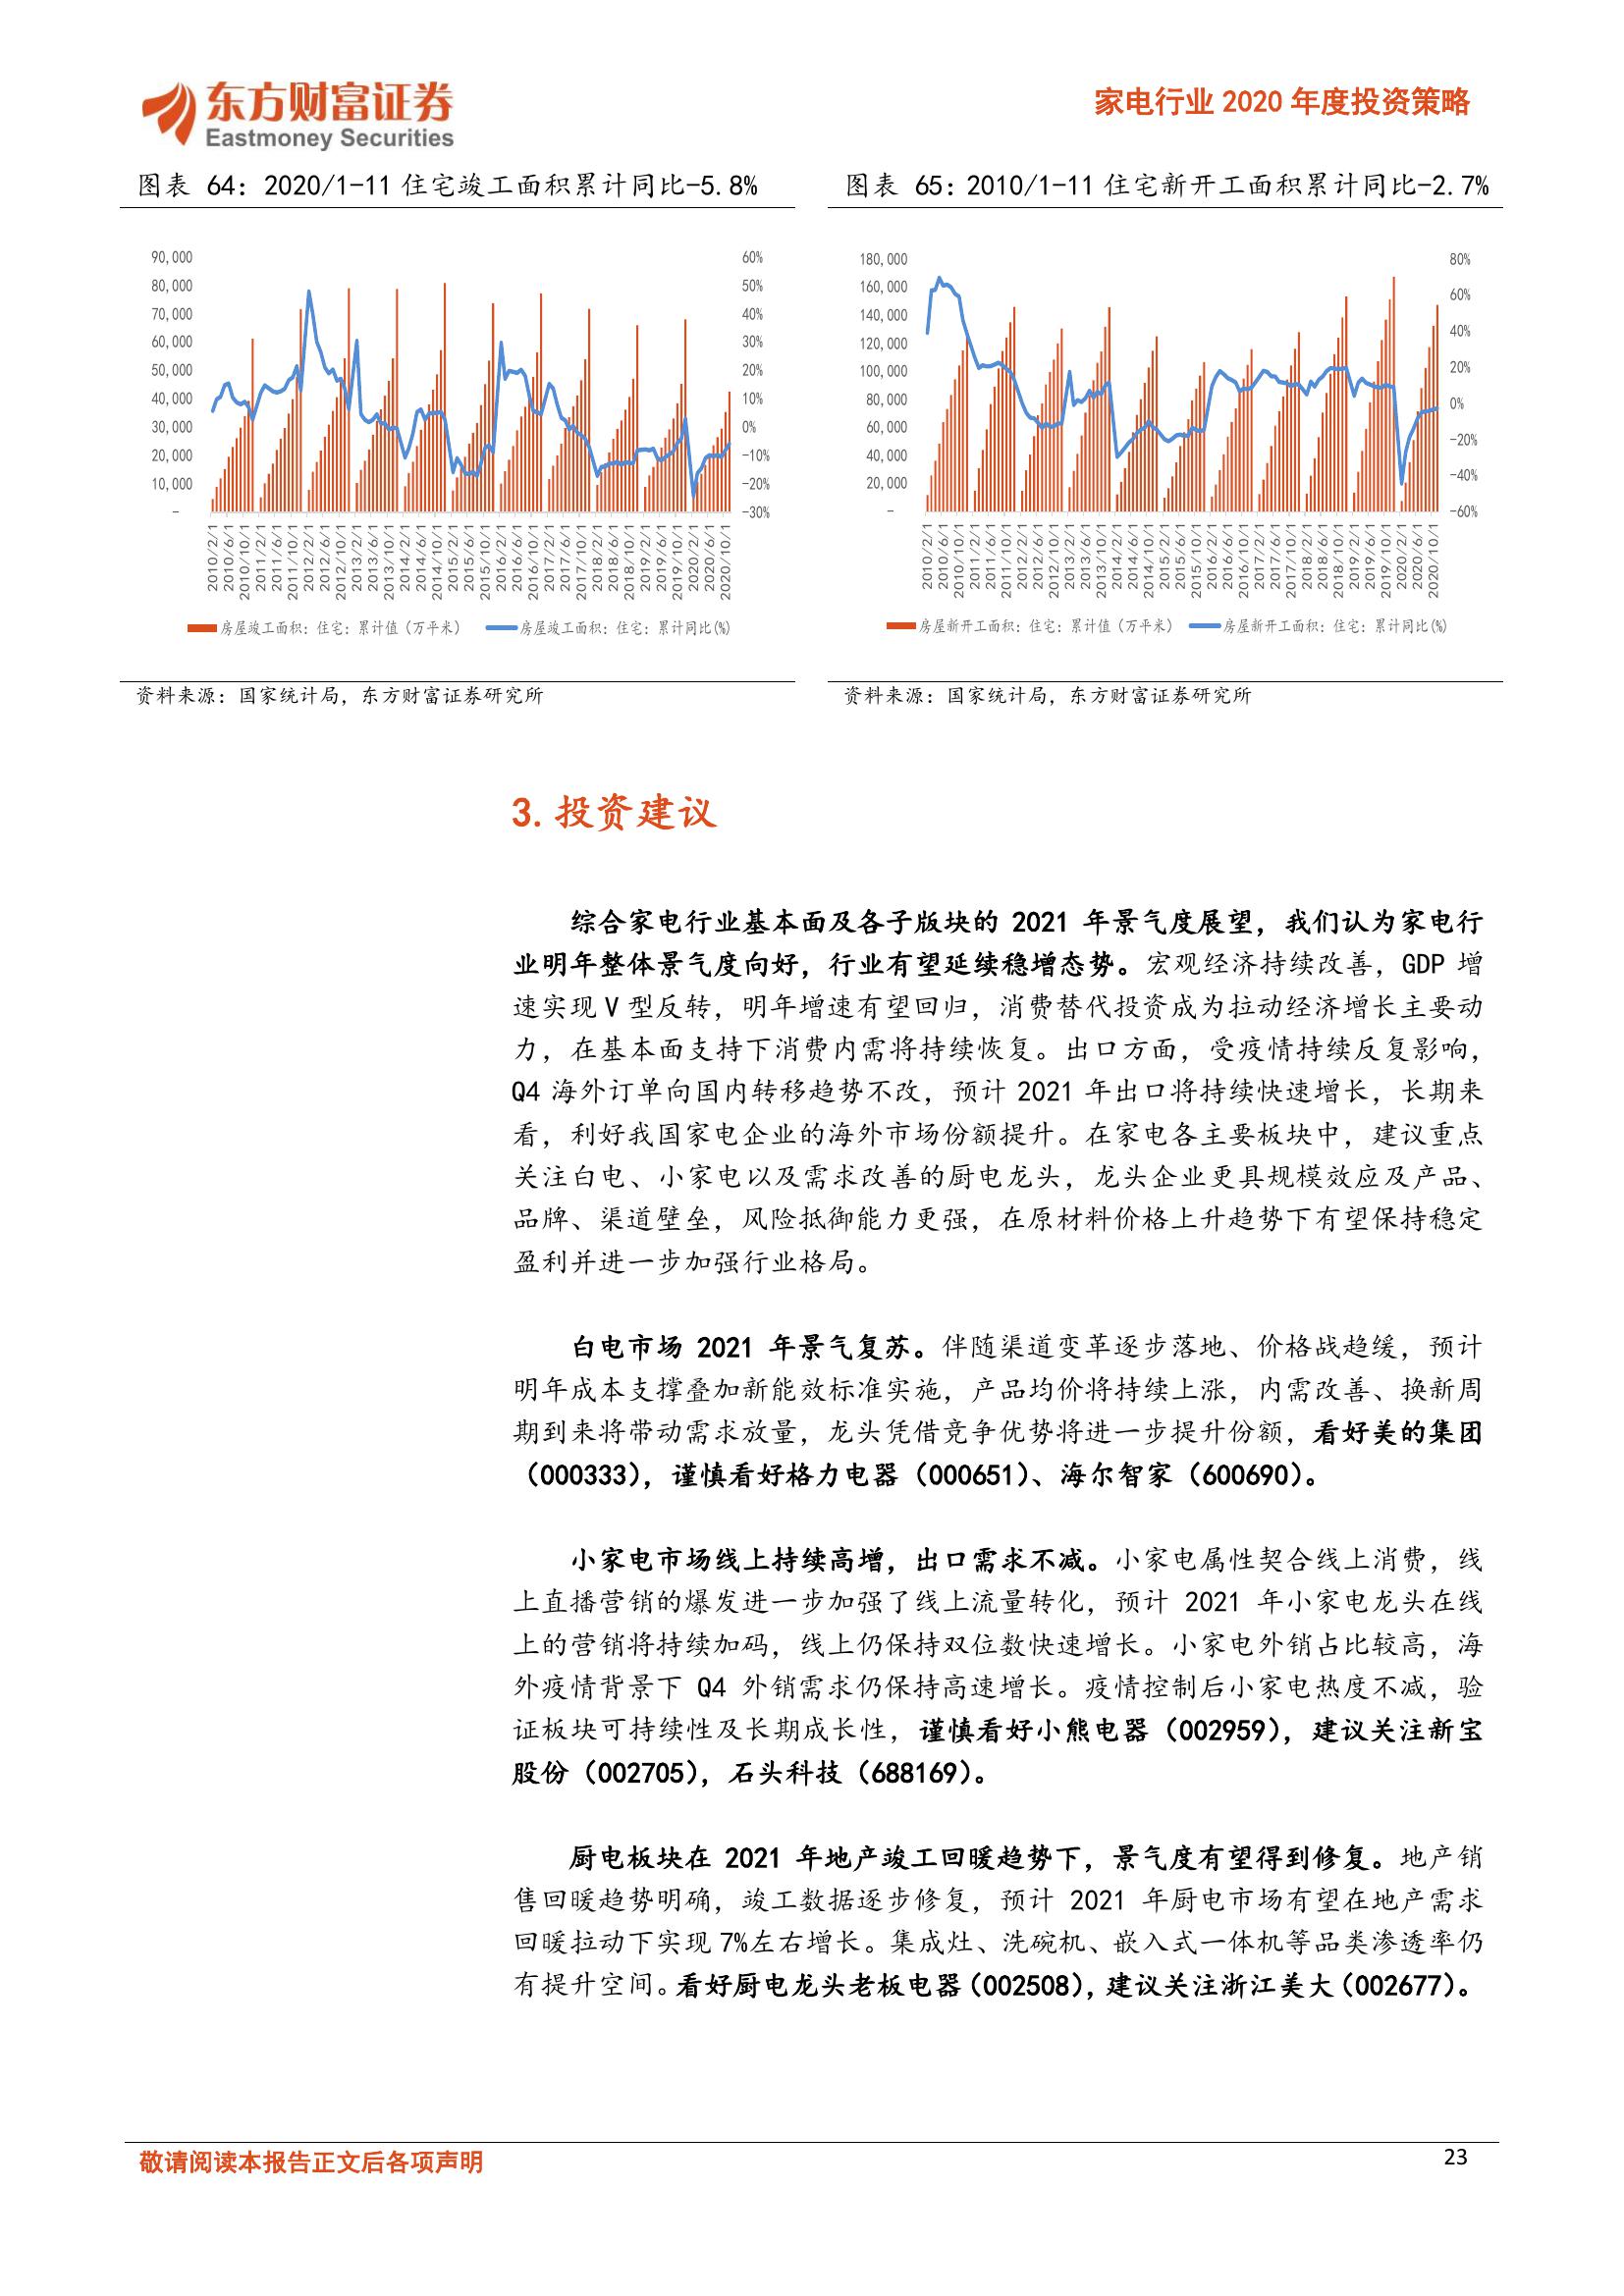 东方财富证券
Eastmoney Securities
家电行业 2020 年度投资策略
图表 64：2020/1-11 住宅竣工面积累计同比-5.8%
90,000
80,000
70,000
60,000
50,000
40,000
30,000
20,000
10,000
-
60%
50%
40%
30%
20%
10%
0%
-10%
-20%
-30%
2010/2/1
2010/6/1
2010/10/1
2011/2/1
2011/6/1
2011/10/1
2012/2/1
2012/6/1
2012/10/1
2013/2/1
2013/6/1
2013/10/1
2014/2/1
2014/6/1
2014/10/1
2015/2/1
2015/6/1
2015/10/1
2016/2/1
2016/6/1
2016/10/1
2017/2/1
2017/6/1
2017/10/1
2018/2/1
2018/6/1
2018/10/1
2019/2/1
2019/6/1
2019/10/1
2020/2/1
2020/6/1
2020/10/1
房屋竣工面积：住宅：累计值（万平米）
房屋竣工面积：住宅：累计同比(%)
资料来源：国家统计局，东方财富证券研究所
图表 65：2010/1-11 住宅新开工面积累计同比-2.7%
180,000
160,000
140,000
120,000
100,000
80,000
60,000
40,000
20,000
-
80%
60%
40%
20%
0%
-20%
-40%
-60%
2010/2/1
2010/6/1
2010/10/1
2011/2/1
2011/6/1
2011/10/1
2012/2/1
2012/6/1
2012/10/1
2013/2/1
2013/6/1
2013/10/1
2014/2/1
2014/6/1
2014/10/1
2015/2/1
2015/6/1
2015/10/1
2016/2/1
2016/6/1
2016/10/1
2017/2/1
2017/6/1
2017/10/1
2018/2/1
2018/6/1
2018/10/1
2019/2/1
2019/6/1
2019/10/1
2020/2/1
2020/6/1
2020/10/1
房屋新开工面积：住宅：累计值（万平米）
房屋新开工面积：住宅：累计同比(%)
资料来源：国家统计局，东方财富证券研究所
3. 投资建议
综合家电行业基本面及各子版块的 2021 年景气度展望，我们认为家电行
业明年整体景气度向好，行业有望延续稳增态势。宏观经济持续改善，GDP 增
速实现 V 型反转，明年增速有望回归，消费替代投资成为拉动经济增长主要动
力，在基本面支持下消费内需将持续恢复。出口方面，受疫情持续反复影响，
Q4 海外订单向国内转移趋势不改，预计 2021 年出口将持续快速增长，长期来
看，利好我国家电企业的海外市场份额提升。在家电各主要板块中，建议重点
关注白电、小家电以及需求改善的厨电龙头，龙头企业更具规模效应及产品、
品牌、渠道壁垒，风险抵御能力更强，在原材料价格上升趋势下有望保持稳定
盈利并进一步加强行业格局。
白电市场 2021 年景气复苏。伴随渠道变革逐步落地、价格战趋缓，预计
明年成本支撑叠加新能效标准实施，产品均价将持续上涨，内需改善、换新周
期到来将带动需求放量，龙头凭借竞争优势将进一步提升份额，看好美的集团
（000333），谨慎看好格力电器（000651）、海尔智家（600690）。
小家电市场线上持续高增，出口需求不减。小家电属性契合线上消费，线
上直播营销的爆发进一步加强了线上流量转化，预计 2021 年小家电龙头在线
上的营销将持续加码，线上仍保持双位数快速增长。小家电外销占比较高，海
外疫情背景下 Q4 外销需求仍保持高速增长。疫情控制后小家电热度不减，验
证板块可持续性及长期成长性，谨慎看好小熊电器（002959），建议关注新宝
股份（002705），石头科技（688169）。
厨电板块在 2021 年地产竣工回暖趋势下，景气度有望得到修复。地产销
售回暖趋势明确，竣工数据逐步修复，预计 2021 年厨电市场有望在地产需求
回暖拉动下实现 7%左右增长。集成灶、洗碗机、嵌入式一体机等品类渗透率仍
有提升空间。看好厨电龙头老板电器（002508），建议关注浙江美大（002677）。
敬请阅读本报告正文后各项声明
23